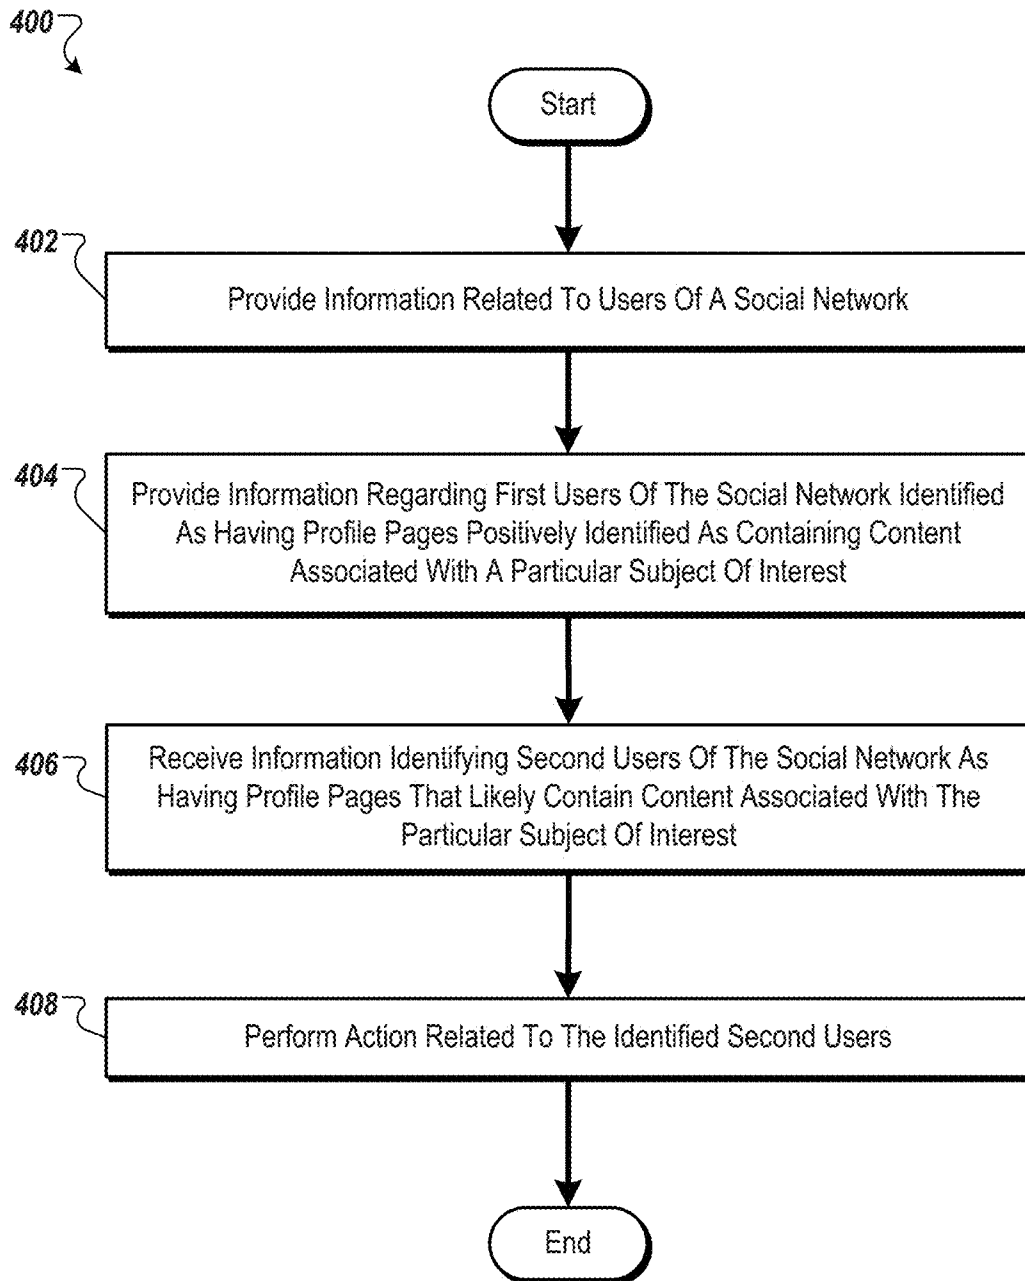 400
Start
402
Provide Information Related To Users Of A Social Network
404
Provide Information Regarding First Users Of The Social Network Identified
As Having Profile Pages Positively Identified As Containing Content
Associated With A Particular Subject Of Interest
406
Receive Information Identifying Second Users Of The Social Network As
Having Profile Pages That Likely Contain Content Associated With The
Particular Subject Of Interest
408
Perform Action Related To The Identified Second Users
End